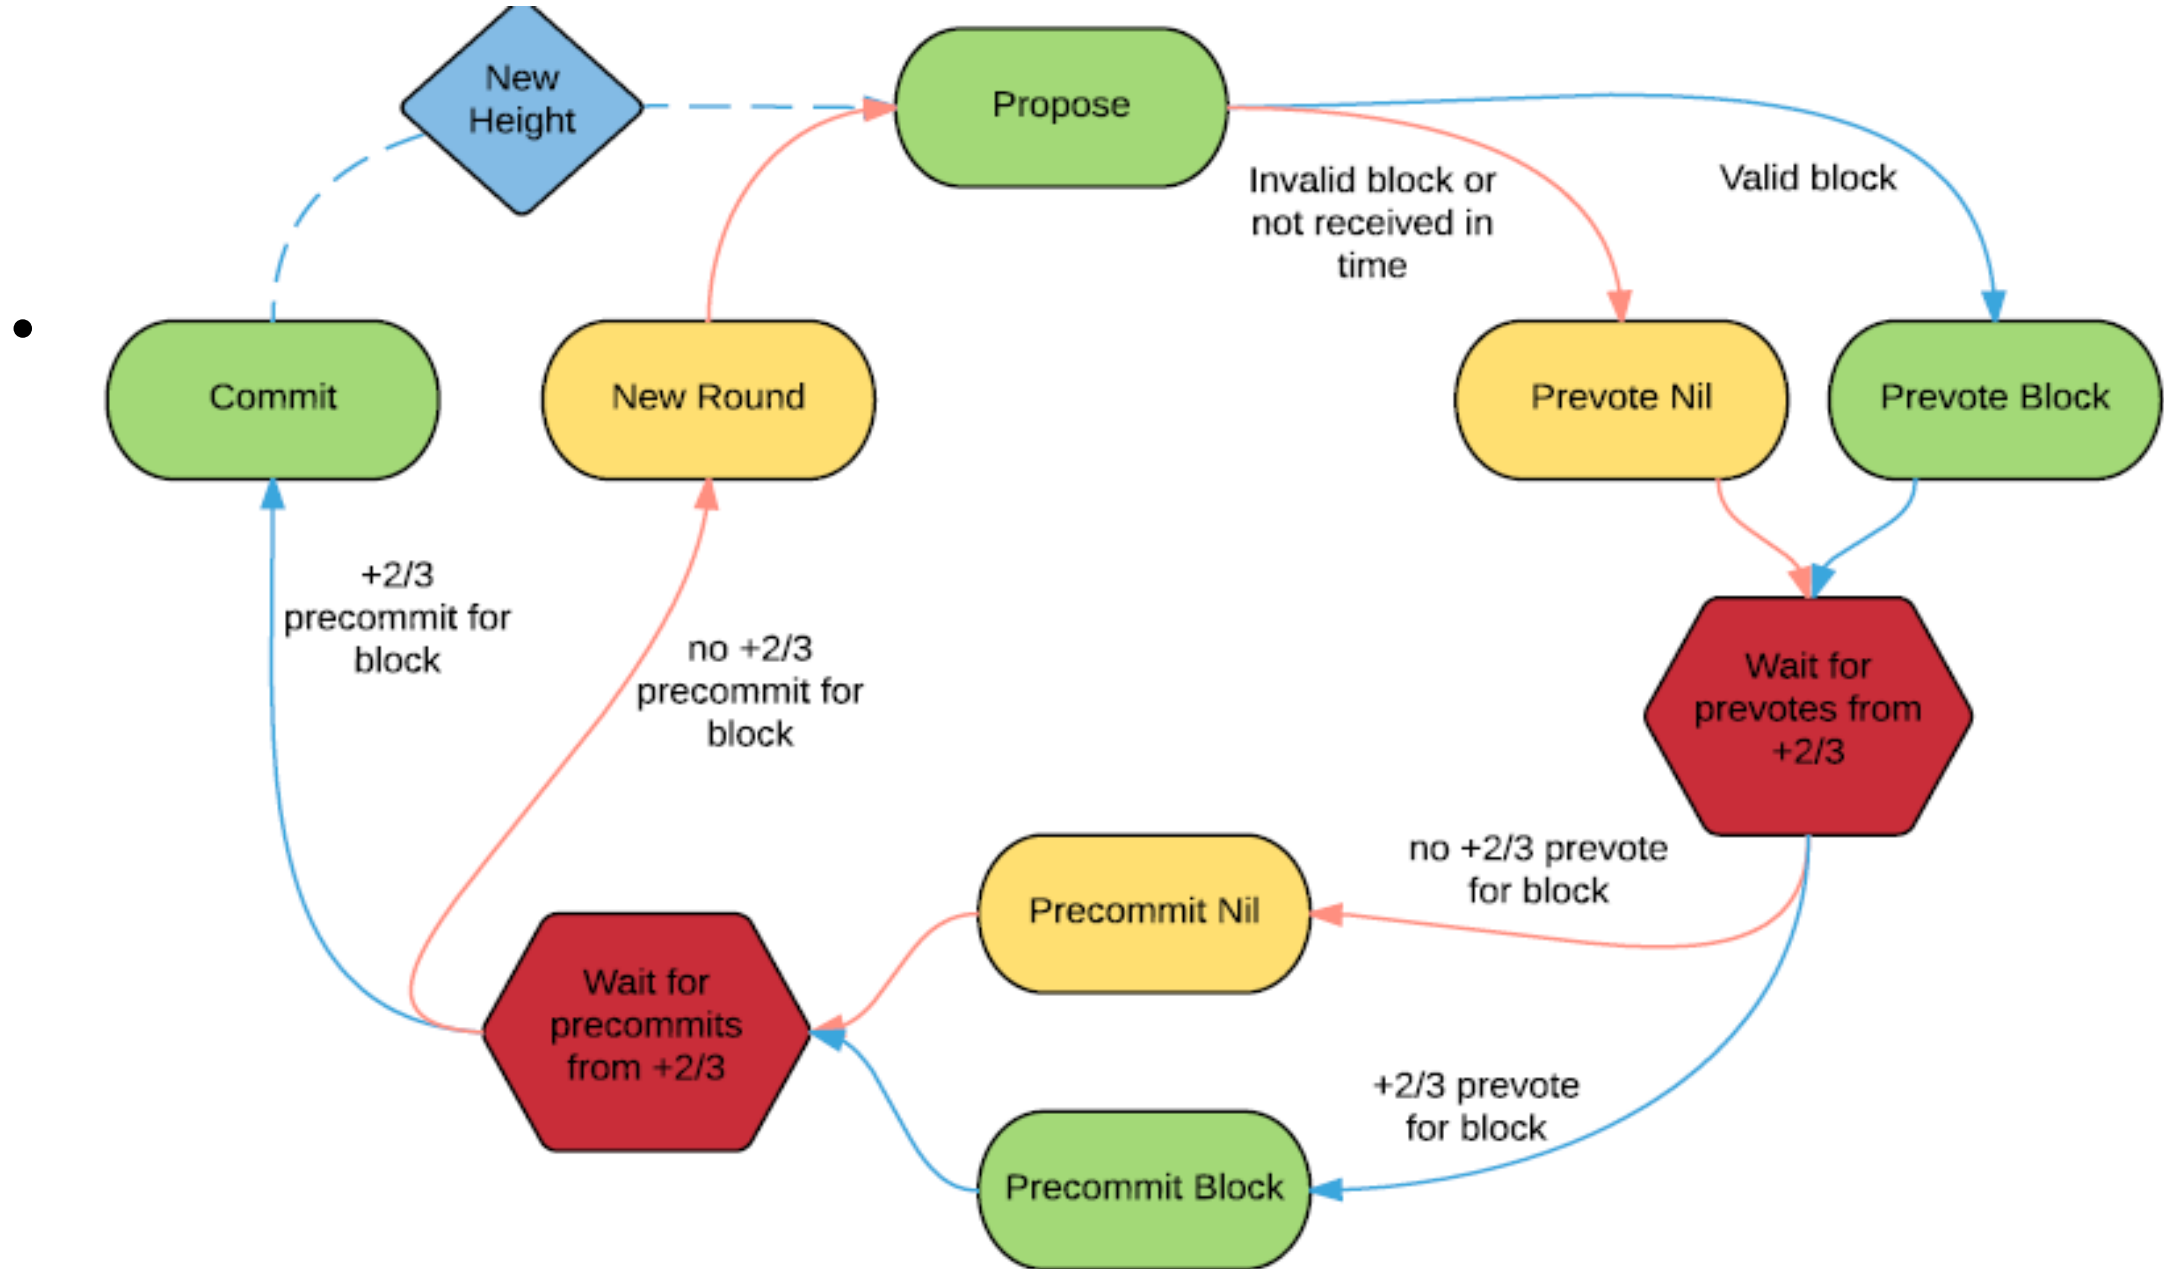 New
Height
Propose
Invalid block or
not received in
time
Valid block
Commit
New Round
Prevote Nil
Prevote Block
+2/3
precommit for
block
no +2/3
precommit for
block
Wait for
prevotes from
+2/3
no +2/3 prevote
for block
Precommit Nil
Wait for
precommits
from +2/3
+2/3 prevote
for block
Precommit Block